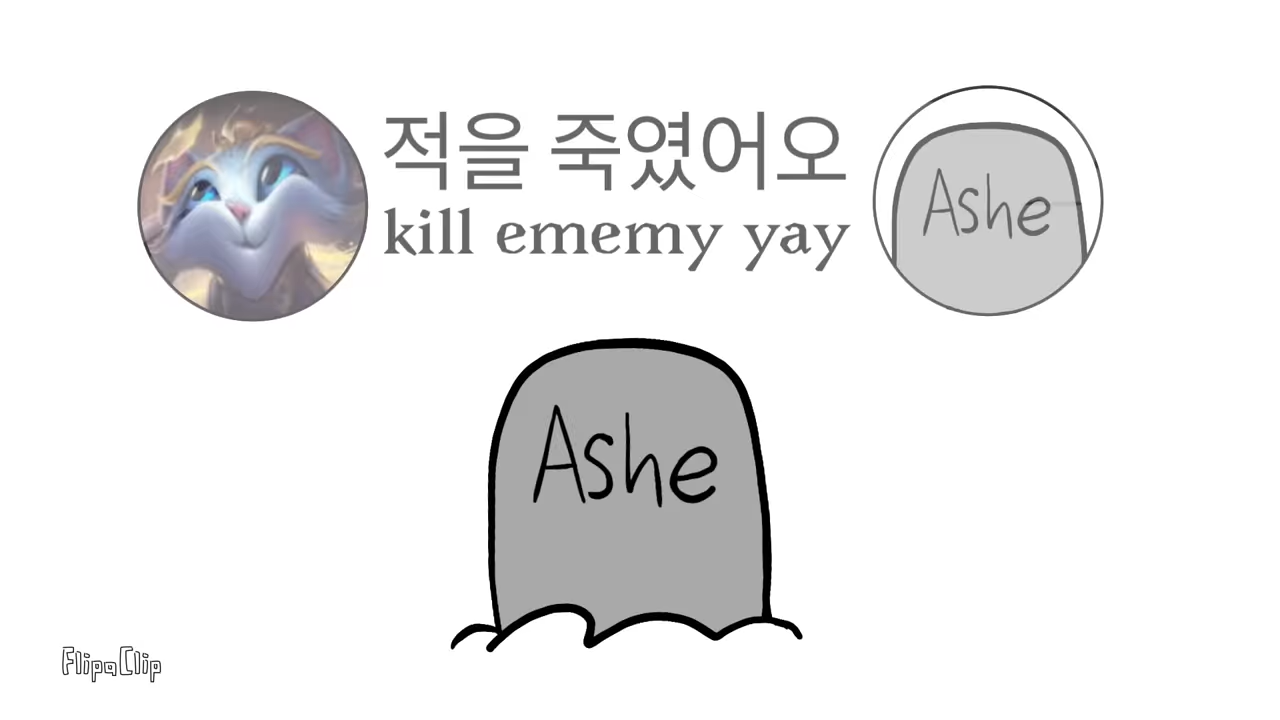 적을 죽였어오
kill ememy yay
Ashe
Ashe
FlipaClip